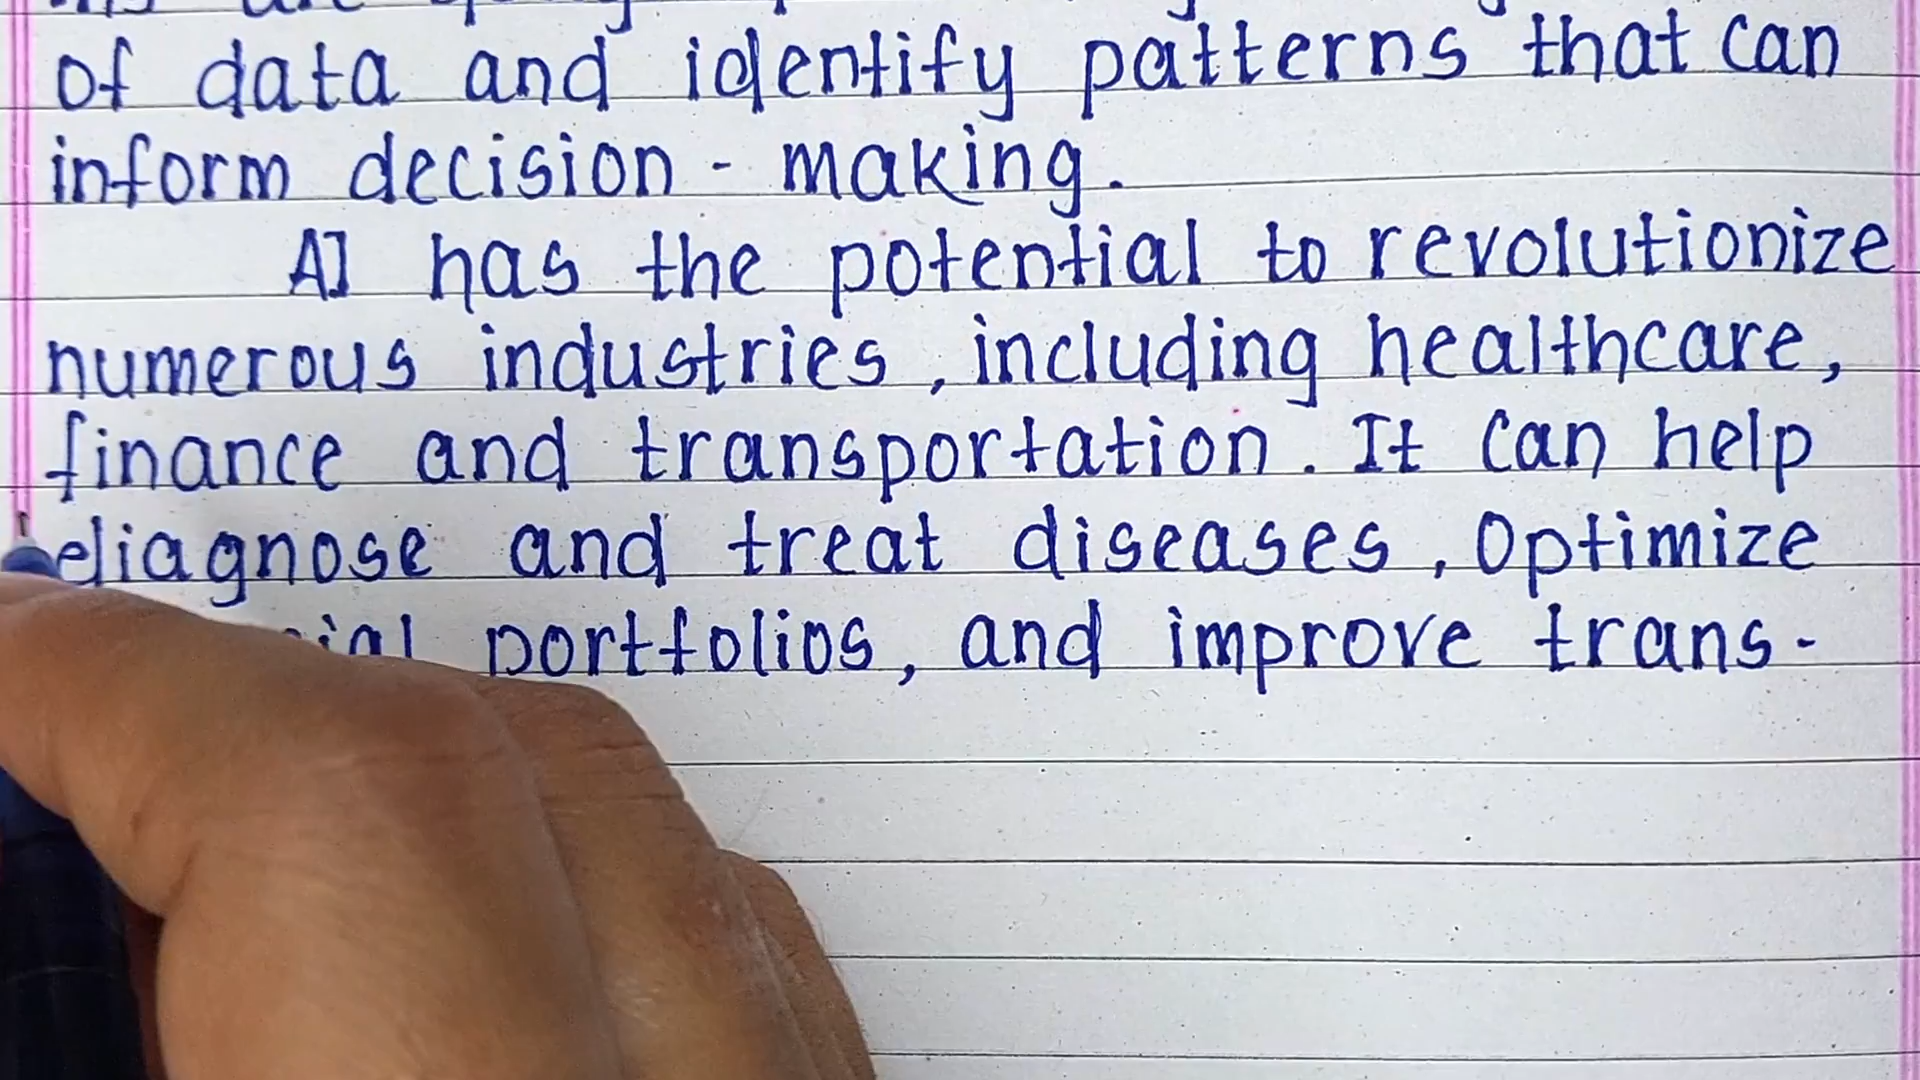 of data and identify patterns that can
inform decision - making.
AI has the potential to revolutionize
numerous industries, including healthcare,
finance and transportation. It can help
diagnose and treat diseases, Optimize
portfolios, and improve trans-